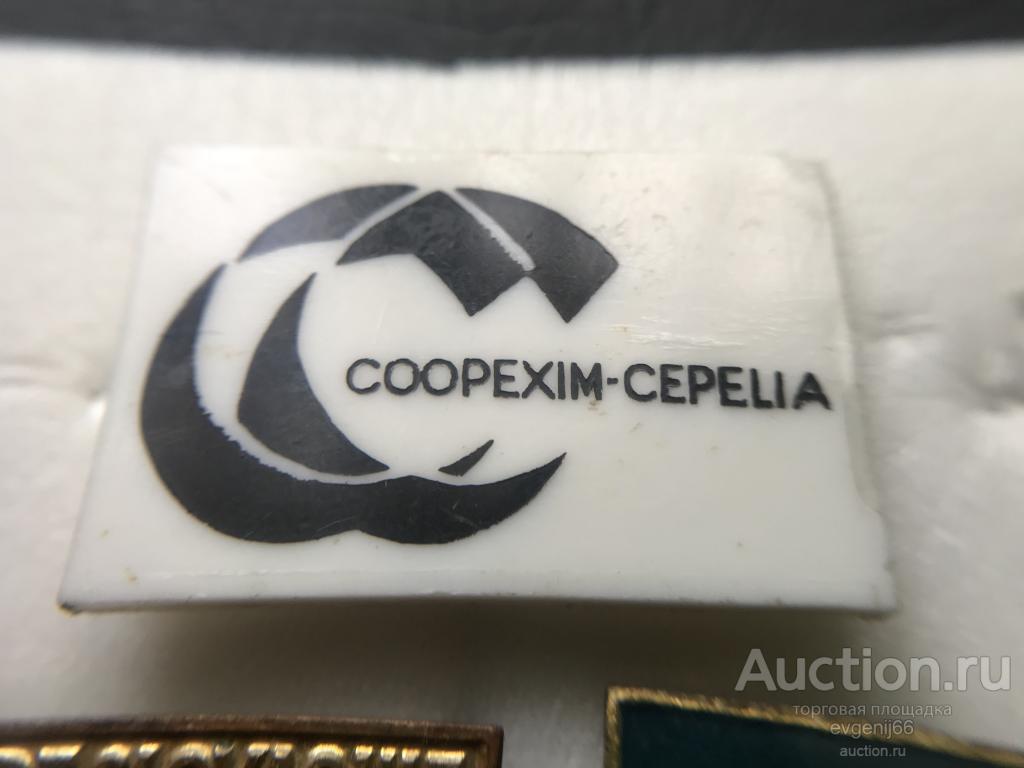 COOPEXIM-CEPELIA
Auction.ru
торговая площадка
evgenij66
auction.ru